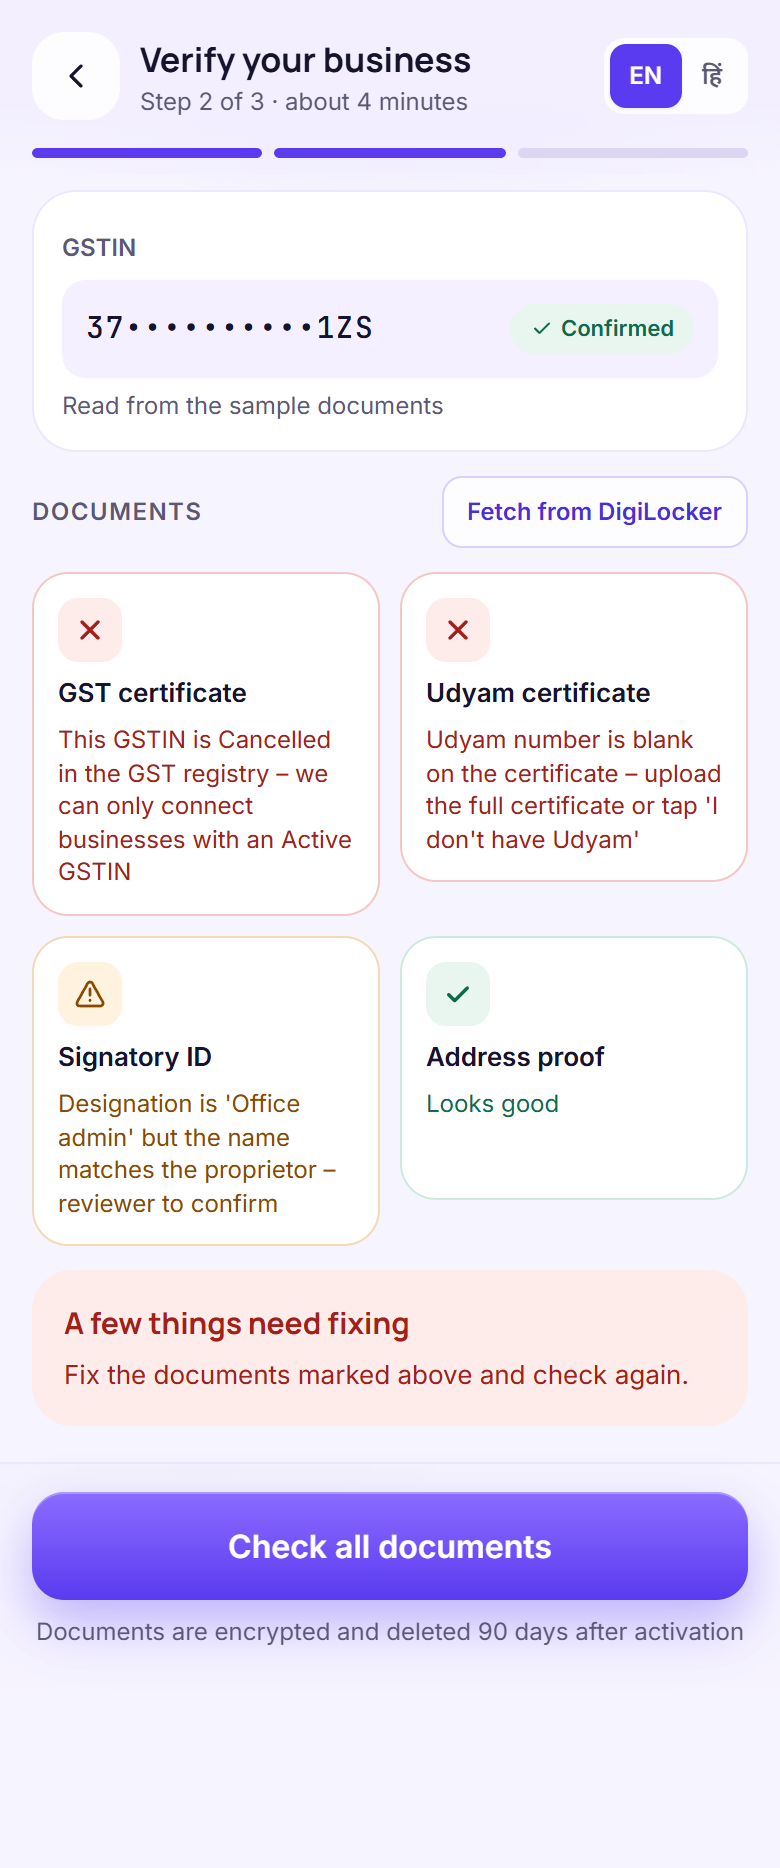 Verify your business
Step 2 of 3 · about 4 minutes
EN
हिं
GSTIN
37••••••••••1ZS
Confirmed
Read from the sample documents
DOCUMENTS
Fetch from DigiLocker
GST certificate
This GSTIN is Cancelled
in the GST registry – we
can only connect
businesses with an Active
GSTIN
Udyam certificate
Udyam number is blank
on the certificate – upload
the full certificate or tap 'I
don't have Udyam'
Signatory ID
Designation is 'Office
admin' but the name
matches the proprietor –
reviewer to confirm
Address proof
Looks good
A few things need fixing
Fix the documents marked above and check again.
Check all documents
Documents are encrypted and deleted 90 days after activation